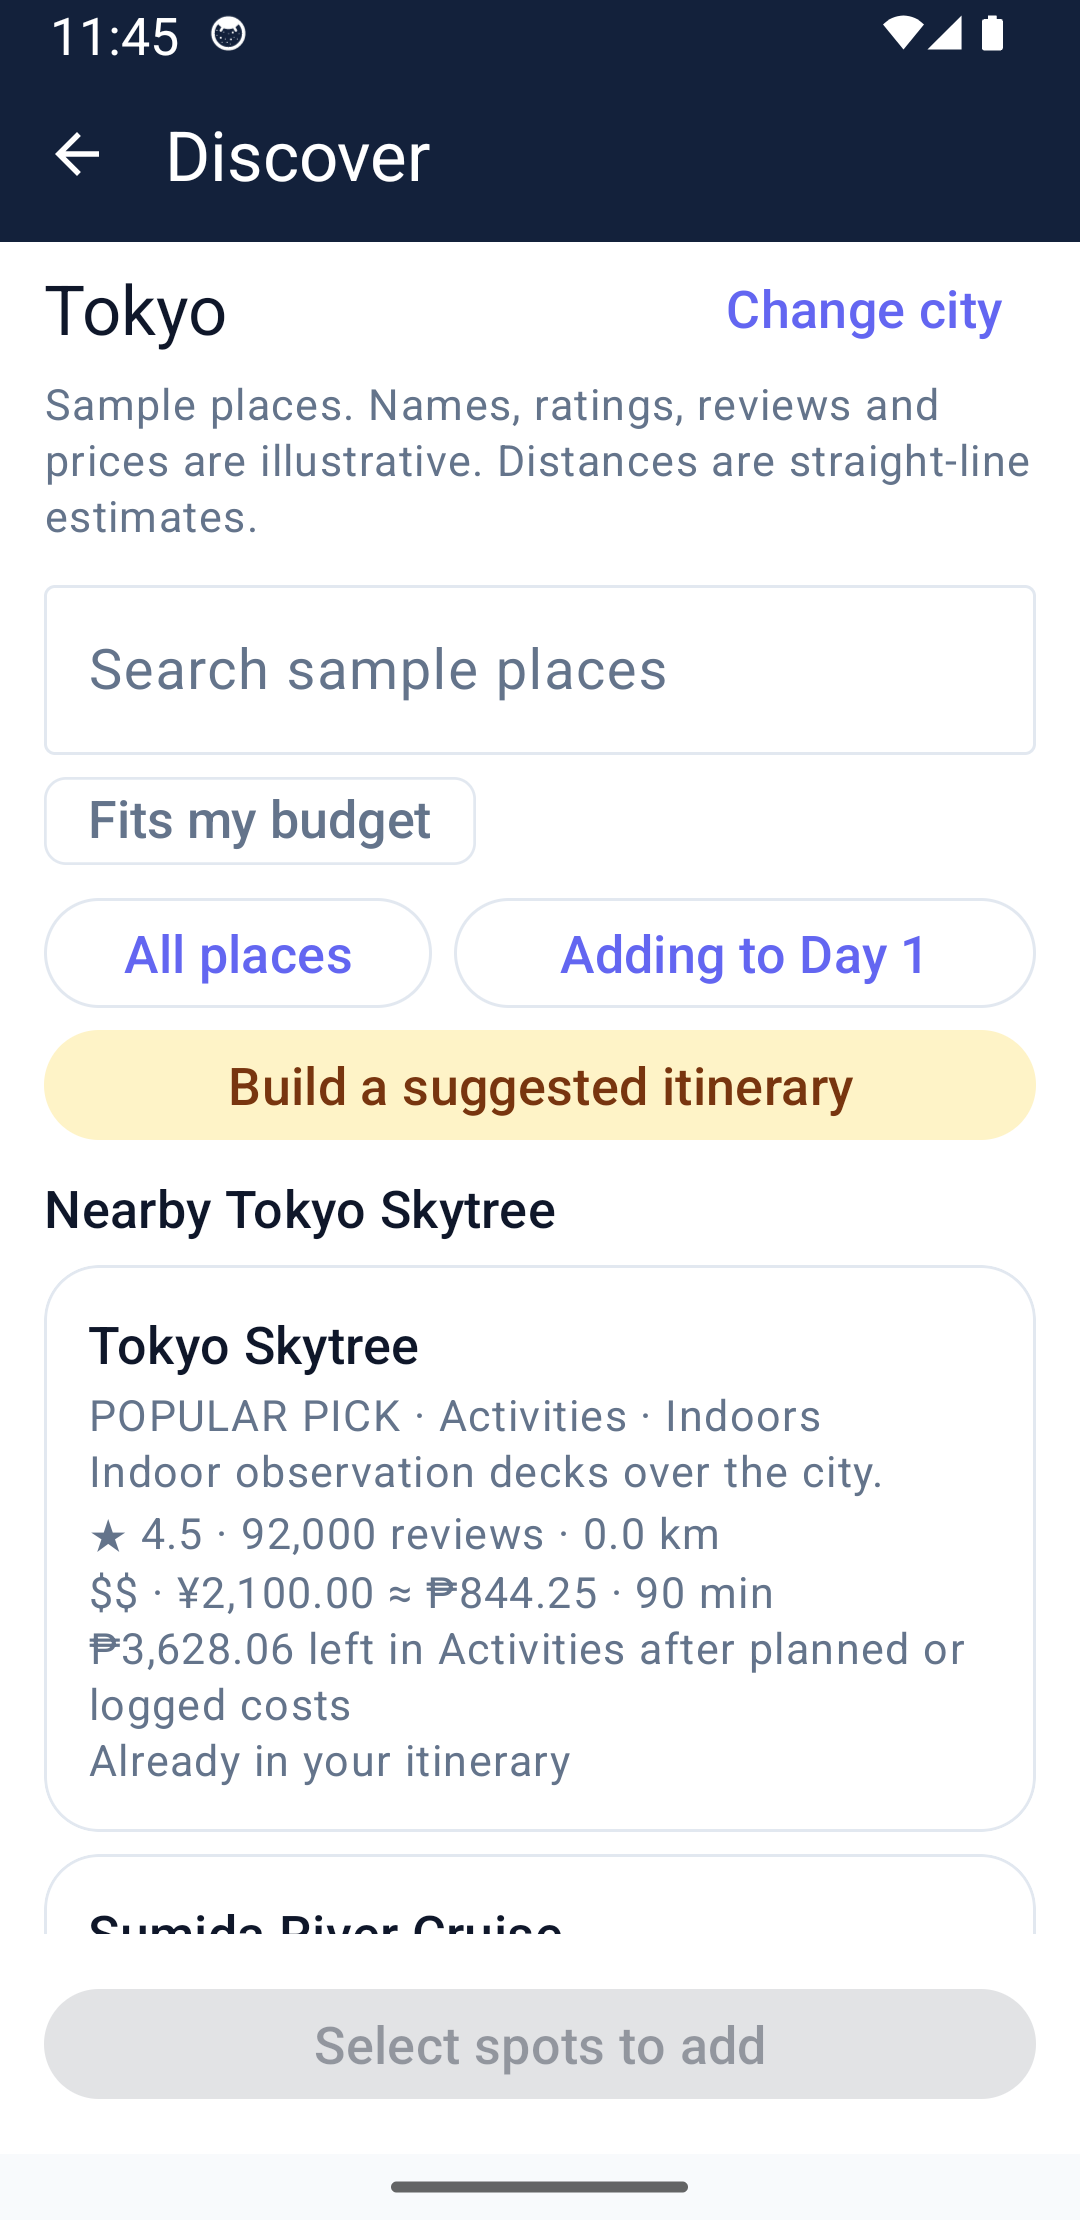 11:45
Discover
Tokyo
Change city
Sample places. Names, ratings, reviews and
prices are illustrative. Distances are straight-line
estimates.
Search sample places
Fits my budget
All places
Adding to Day 1
Build a suggested itinerary
Nearby Tokyo Skytree
Tokyo Skytree
POPULAR PICK · Activities · Indoors
Indoor observation decks over the city.
★ 4.5 · 92,000 reviews · 0.0 km
$$ · ¥2,100.00 ≈ ₱844.25 · 90 min
₱3,628.06 left in Activities after planned or
logged costs
Already in your itinerary
Sumida River Cruise
Select spots to add